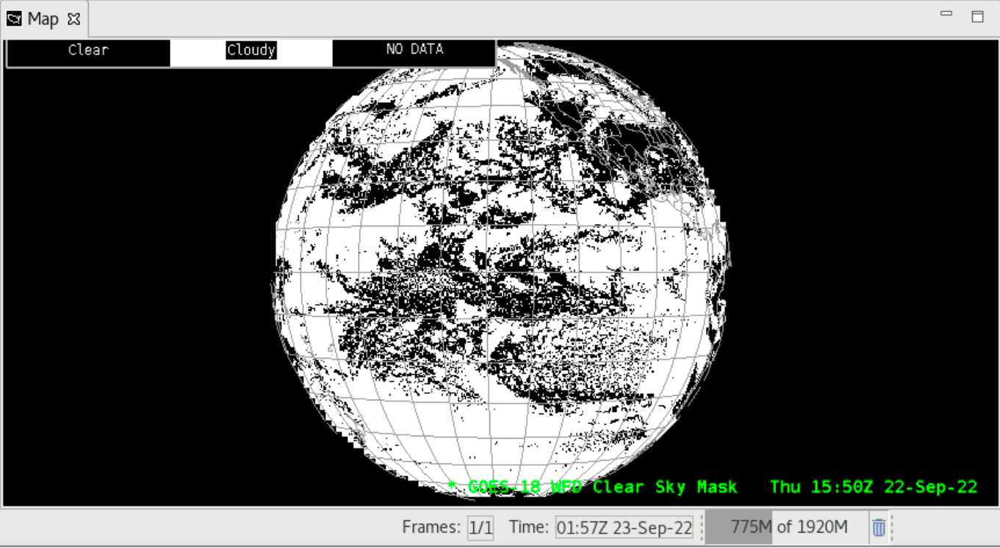 Map
Clear Cloudy NO DATA
* GOES-18 WFD Clear Sky Mask Thu 15:50Z 22-Sep-22
Frames: 1/1 Time: 01:57Z 23-Sep-22 775M of 1920M